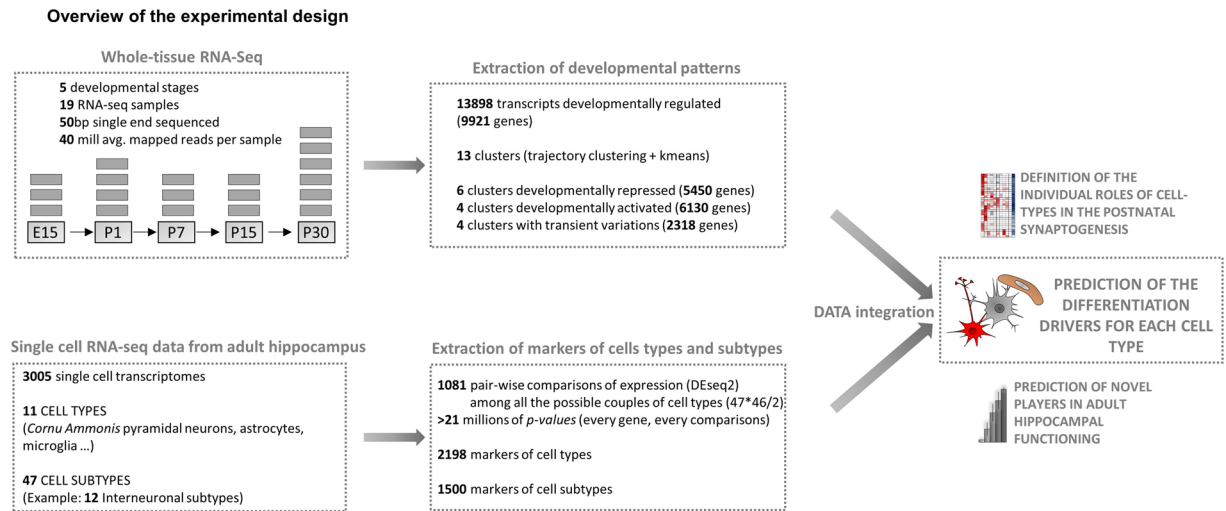 Overview of the experimental design
Whole-tissue RNA-Seq
5 developmental stages
19 RNA-seq samples
50bp single end sequenced
40 mill avg. mapped reads per sample
E15
P1
P7
P15
P30
Extraction of developmental patterns
13898 transcripts developmentally regulated
(9921 genes)
13 clusters (trajectory clustering + kmeans)
6 clusters developmentally repressed (5450 genes)
4 clusters developmentally activated (6130 genes)
4 clusters with transient variations (2318 genes)
Single cell RNA-seq data from adult hippocampus
3005 single cell transcriptomes
11 CELL TYPES
(Cornu Ammonis pyramidal neurons, astrocytes,
microglia ...)
47 CELL SUBTYPES
(Example: 12 Interneuronal subtypes)
Extraction of markers of cells types and subtypes
1081 pair-wise comparisons of expression (DEseq2)
among all the possible couples of cell types (47*46/2)
>21 millions of p-values (every gene, every comparisons)
2198 markers of cell types
1500 markers of cell subtypes
DATA integration
DEFINITION OF THE
INDIVIDUAL ROLES OF CELL-
TYPES IN THE POSTNATAL
SYNAPTOGENESIS
PREDICTION OF THE
DIFFERENTIATION
DRIVERS FOR EACH CELL
TYPE
PREDICTION OF NOVEL
PLAYERS IN ADULT
HIPPOCAMPAL
FUNCTIONING